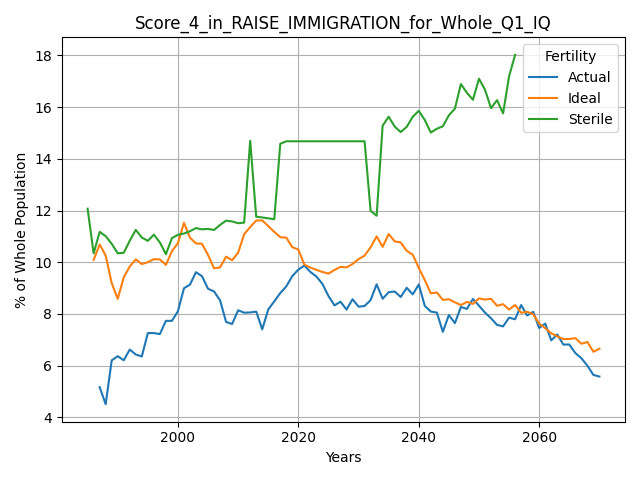 Score_4_in_RAISE_IMMIGRATION_for_Whole_Q1_IQ
% of Whole Population
18
16
14
12
10
8
6
4
Fertility
Actual
Ideal
Sterile
2000
2020
2040
2060
Years